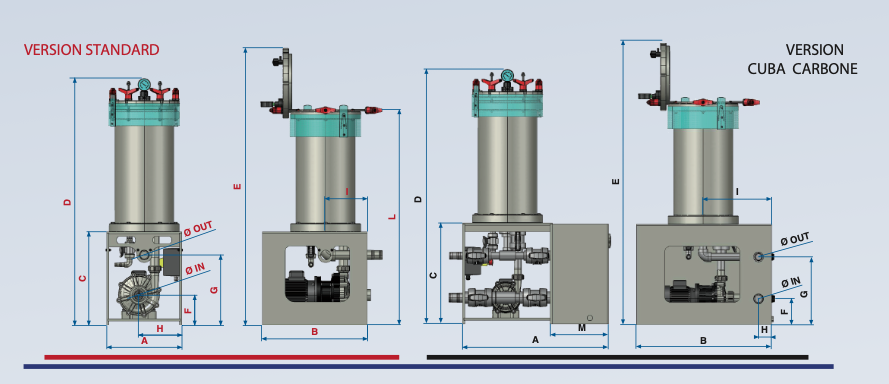 VERSION STANDARD
VERSION
CUBA CARBONE
D
C
Ø OUT
Ø IN
G
F
H
A
E
I
L
B
D
C
M
A
E
I
Ø OUT
Ø IN
G
F
H
B